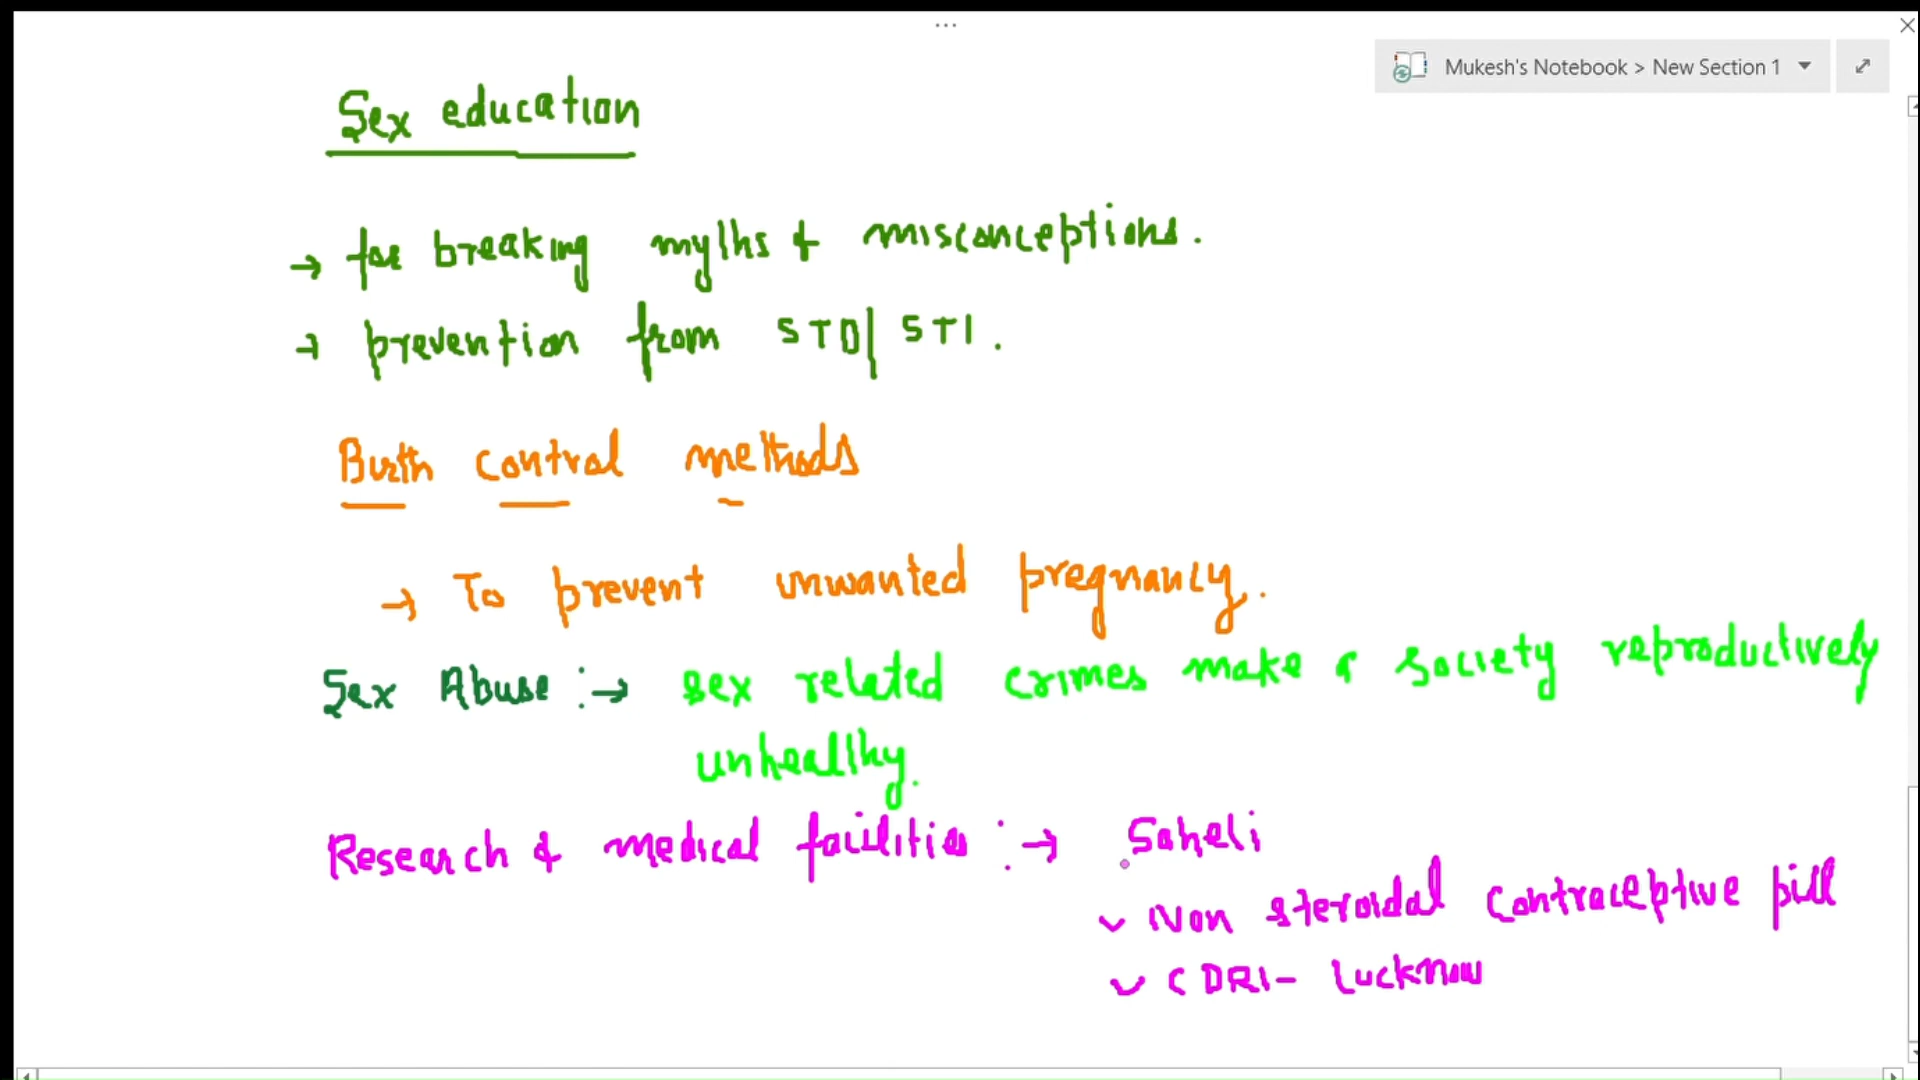 ...
Mukesh's Notebook > New Section 1
Sex education
→ for breaking myths & misconceptions.
→ prevention from STD| STI.
Birth control methods
→ To prevent unwanted pregnancy.
Sex Abuse :→ sex related crimes make a society reproductively
unhealthy.
Research & medical facilities :→ Saheli
Non steroidal contraceptive pill
CDRI- Lucknow